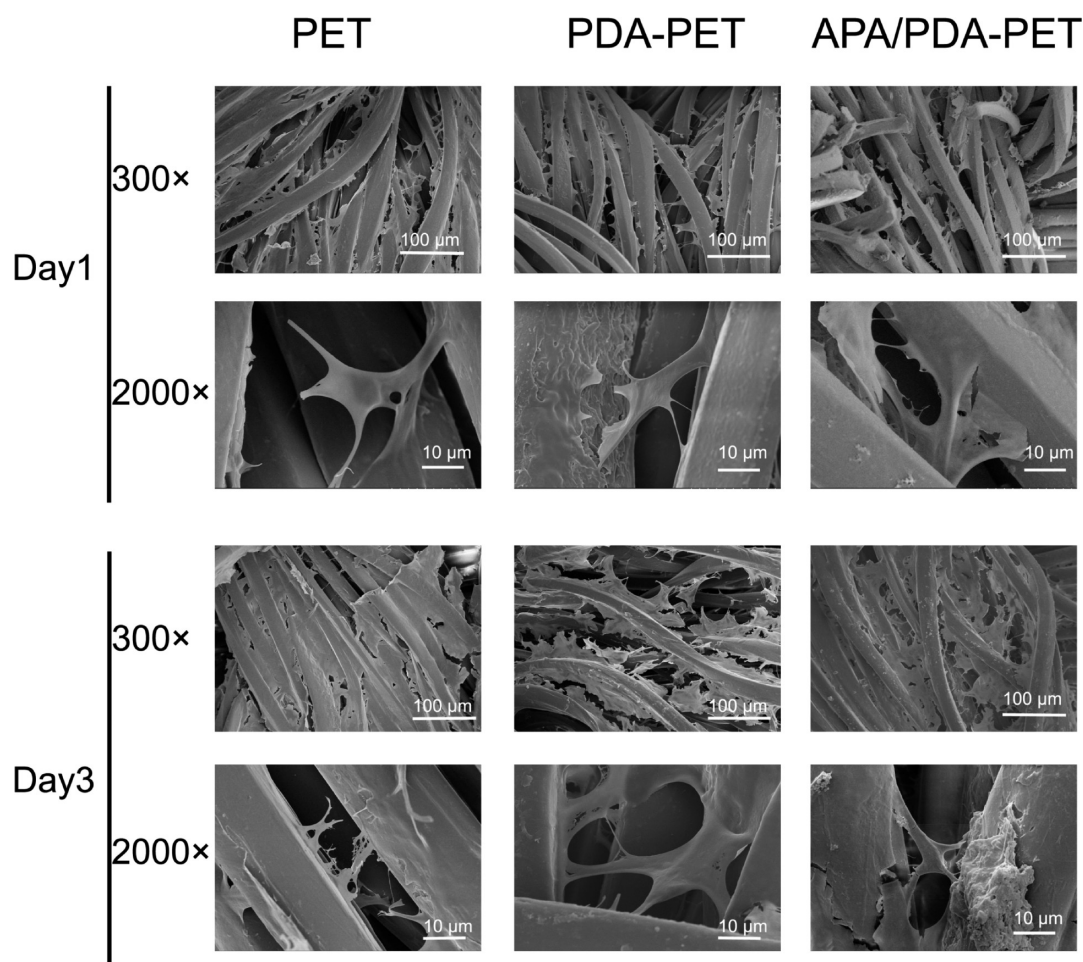 PET PDA-PET APA/PDA-PET
Day1
300×
100 µm 100 µm 100 µm
2000×
10 µm 10 µm 10 µm
Day3
300×
100 µm 100 µm 100 µm
2000×
10 µm 10 µm 10 µm